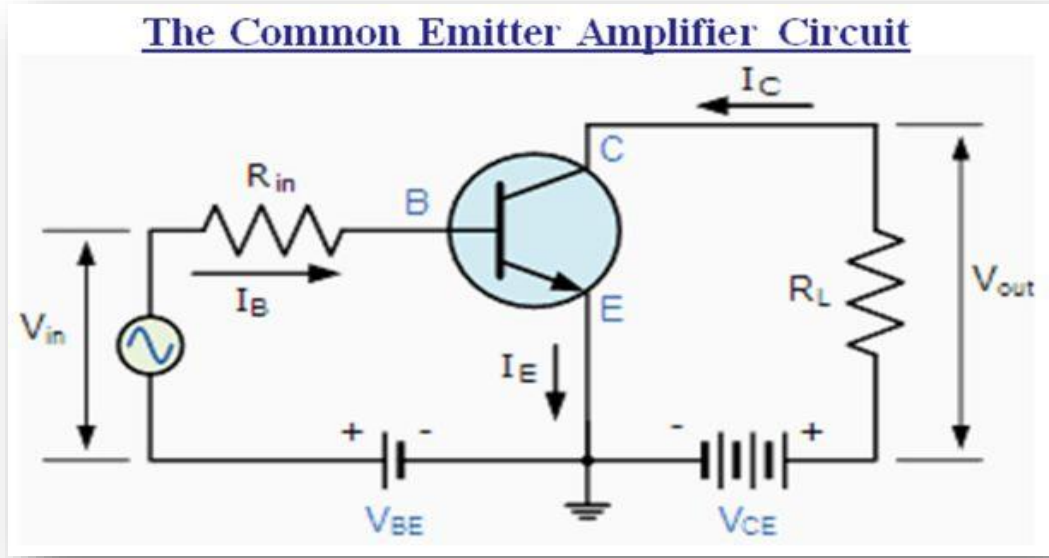 The Common Emitter Amplifier Circuit
IC
C
Rin
B
IB
Vin
E
IE
RL
Vout
+ -
- +
VBE
VCE